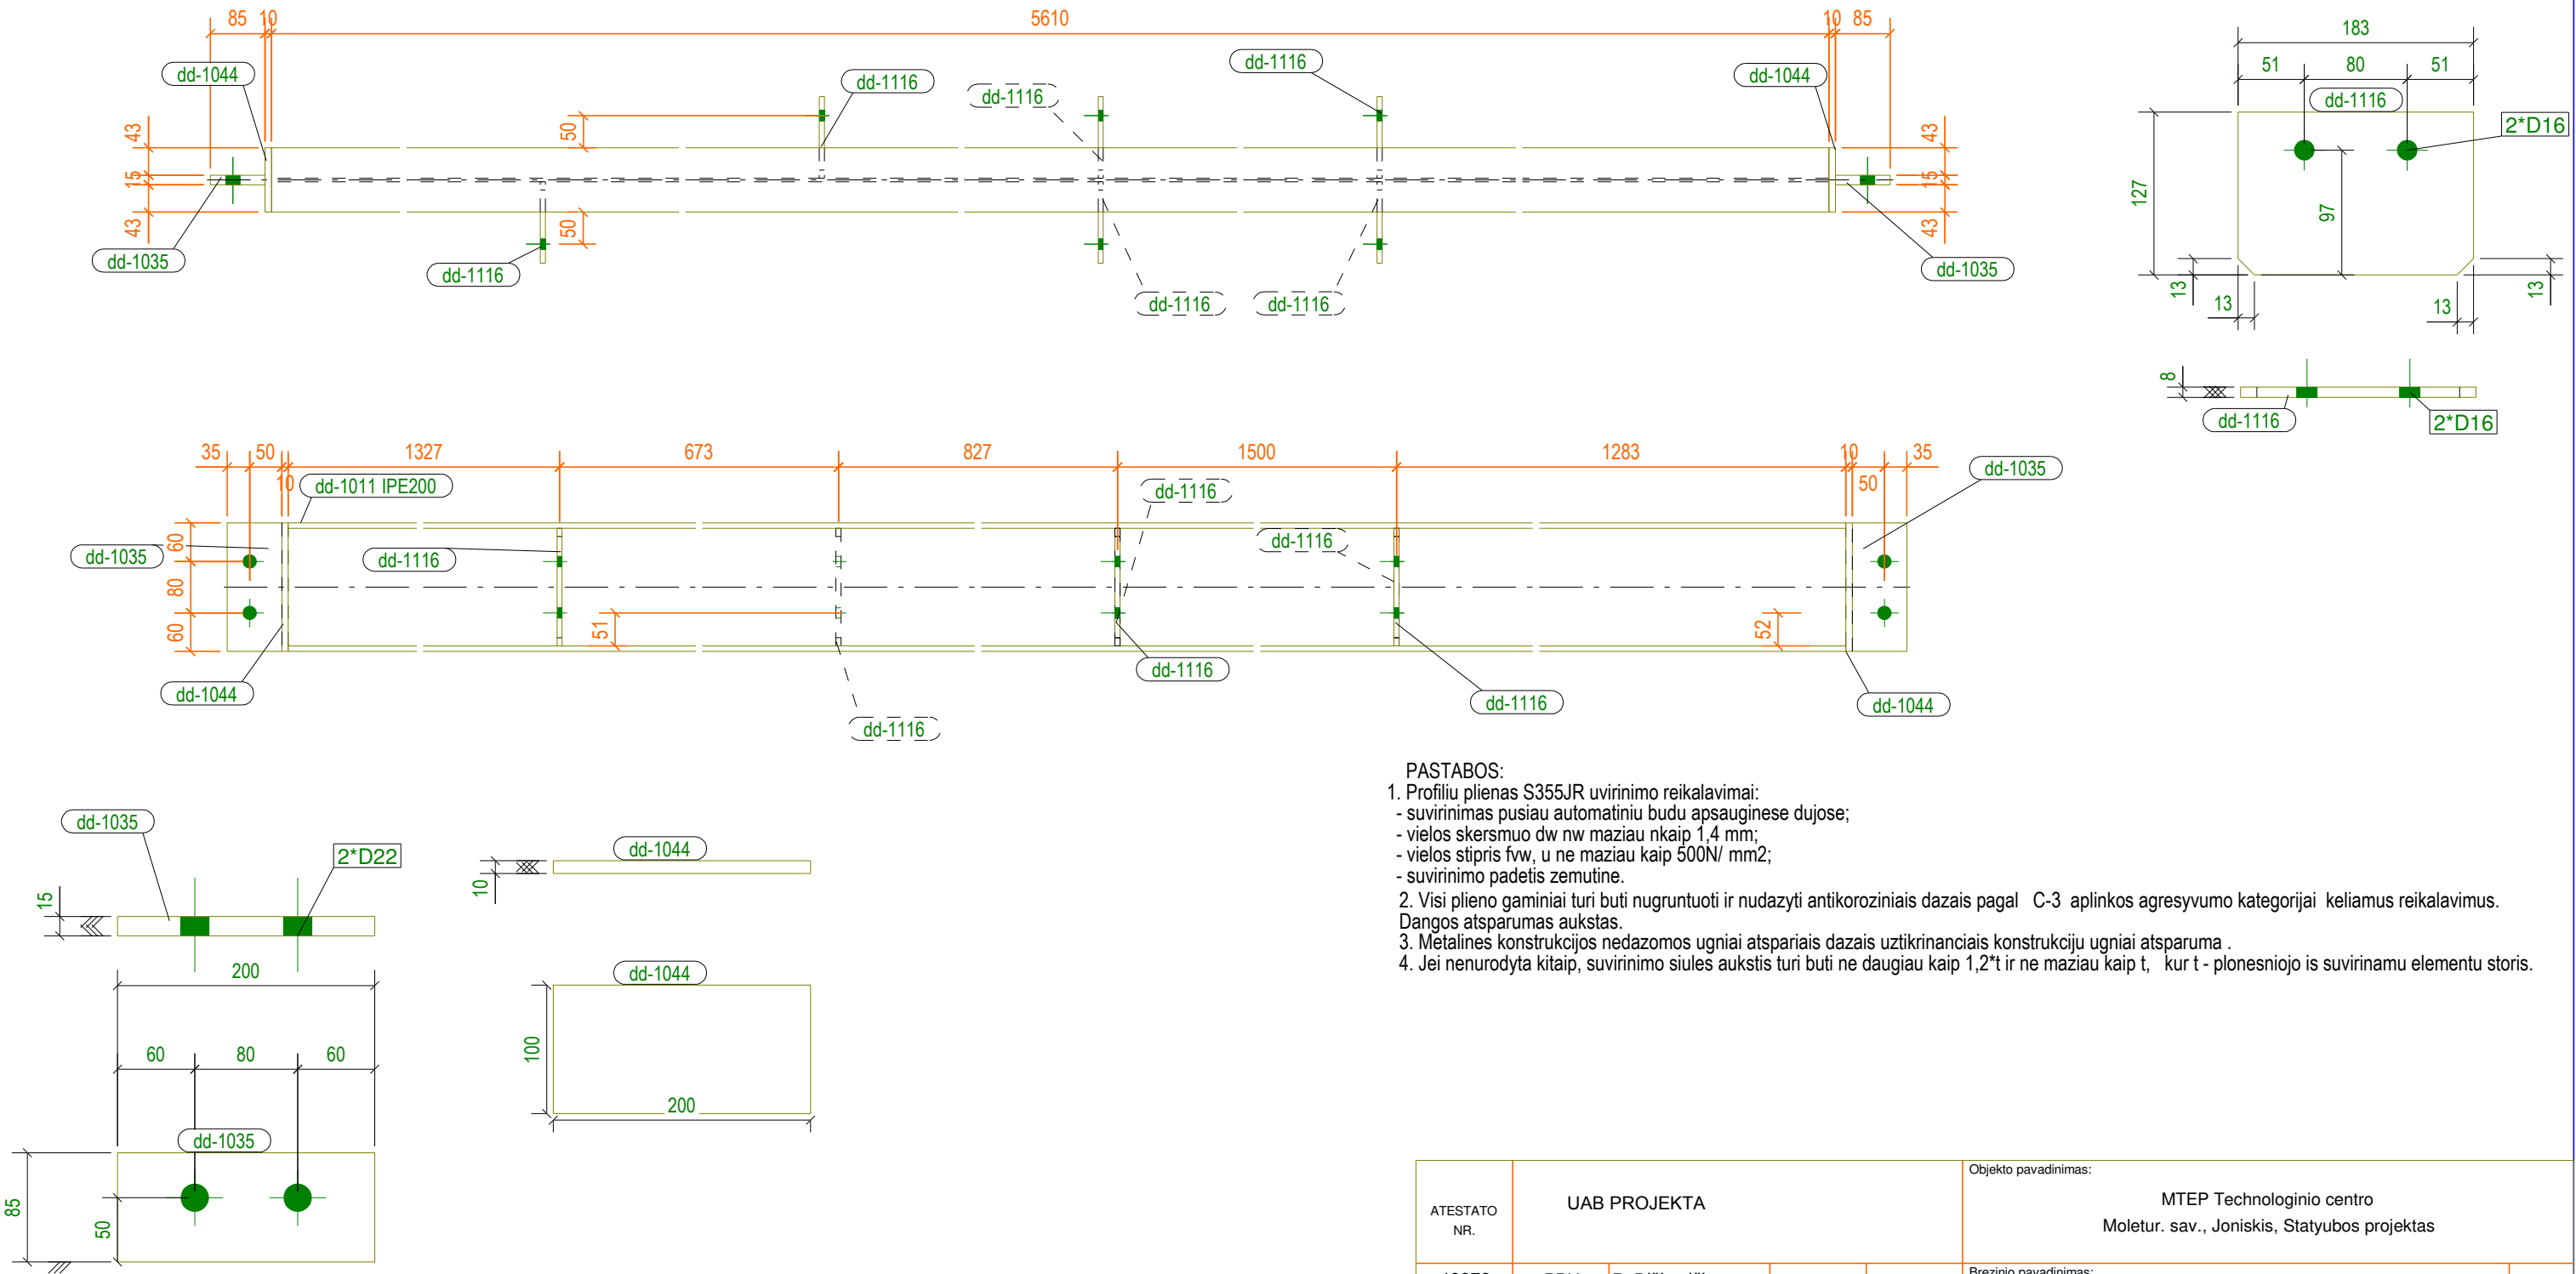 85 10 5610 10 85
dd-1044
dd-1116
dd-1116
dd-1116
dd-1044
43
15
43
50
50
43
15
43
dd-1035
dd-1116
dd-1116
dd-1116
dd-1035
183
51 80 51
dd-1116
2*D16
127
97
13
13
13
13
8
dd-1116
2*D16
35 50 10 1327 673 827 1500 1283 10 50 35
dd-1011 IPE200
dd-1116
dd-1035
dd-1035
60
80
60
dd-1116
dd-1116
51
52
dd-1044
dd-1116
dd-1116
dd-1116
dd-1044
PASTABOS:
1. Profiliu plienas S355JR uvirinimo reikalavimai:
- suvirinimas pusiau automatiniu budu apsauginese dujose;
- vielos skersmuo dw nw maziau nkaip 1,4 mm;
- vielos stipris fvw, u ne maziau kaip 500N/ mm2;
- suvirinimo padetis zemutine.
2. Visi plieno gaminiai turi buti nugruntuoti ir nudazyti antikoroziniais dazais pagal C-3 aplinkos agresyvumo kategorijai keliamus reikalavimus.
Dangos atsparumas aukstas.
3. Metalines konstrukcijos nedazomos ugniai atspariais dazais uztikrinanciais konstrukciju ugniai atsparuma .
4. Jei nenurodyta kitaip, suvirinimo siules aukstis turi buti ne daugiau kaip 1,2*t ir ne maziau kaip t, kur t - plonesniojo is suvirinamu elementu storis.
dd-1035
2*D22
15
200
60 80 60
dd-1035
85
50
dd-1044
10
dd-1044
100
200
ATESTATO
NR.
UAB PROJEKTA
Objekto pavadinimas:
MTEP Technologinio centro
Moletur. sav., Joniskis, Statyubos projektas
Brezinio pavadinimas: